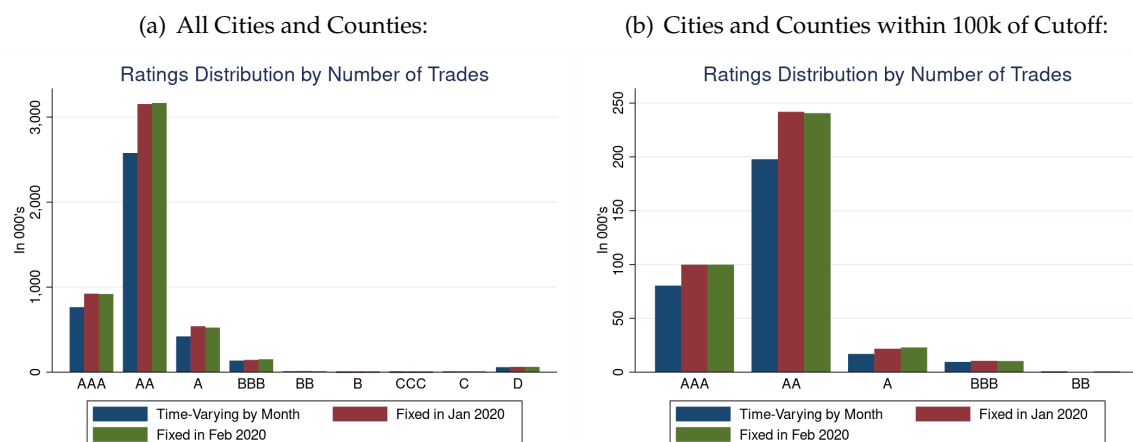 (a) All Cities and Counties:
Ratings Distribution by Number of Trades
In 000's
3,000
2,000
1,000
0
AAA AA A BBB BB B CCC C D
Time-Varying by Month Fixed in Jan 2020
Fixed in Feb 2020
(b) Cities and Counties within 100k of Cutoff:
Ratings Distribution by Number of Trades
In 000's
250
200
150
100
50
0
AAA AA A BBB BB
Time-Varying by Month Fixed in Jan 2020
Fixed in Feb 2020